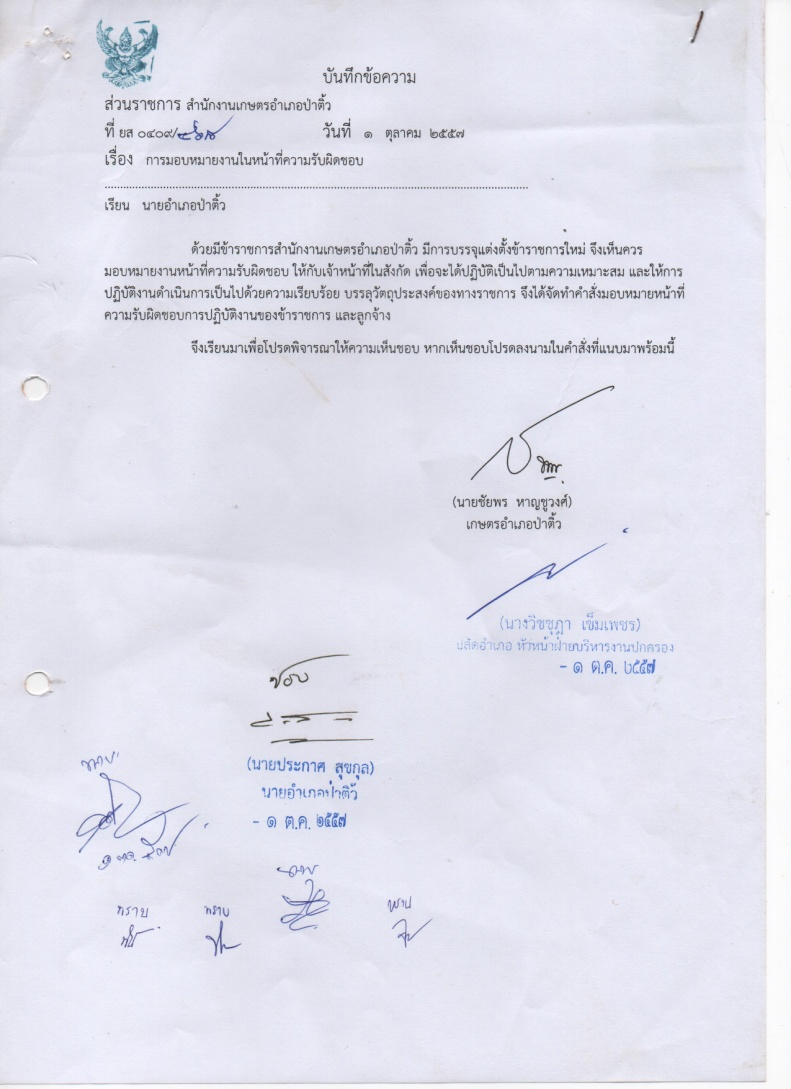 บันทึกข้อความ
ส่วนราชการ สำนักงานเกษตรอำเภอป่าติ้ว
ที่ ยส ๐๔๐๙/
วันที่ ๑ ตุลาคม ๒๕๕๗
เรื่อง การมอบหมายงานในหน้าที่ความรับผิดชอบ
เรียน นายอำเภอป่าติ้ว
ด้วยมีข้าราชการสำนักงานเกษตรอำเภอป่าติ้ว มีการบรรจุแต่งตั้งข้าราชการใหม่ จึงเห็นควร
มอบหมายงานหน้าที่ความรับผิดชอบ ให้กับเจ้าหน้าที่ในสังกัด เพื่อจะได้ปฏิบัติเป็นไปตามความเหมาะสม และให้การ
ปฏิบัติงานดำเนินการเป็นไปด้วยความเรียบร้อย บรรลุวัตถุประสงค์ของทางราชการ จึงได้จัดทำคำสั่งมอบหมายหน้าที่
ความรับผิดชอบการปฏิบัติงานของข้าราชการ และลูกจ้าง
จึงเรียนมาเพื่อโปรดพิจารณาให้ความเห็นชอบ หากเห็นชอบโปรดลงนามในคำสั่งที่แนบมาพร้อมนี้
(นายชัยพร หาญชูวงศ์)
เกษตรอำเภอป่าติ้ว
(นางวิชชุฎา เข็มเพชร)
ปลัดอำเภอ หัวหน้าฝ่ายบริหารงานปกครอง
- ๑ ต.ค. ๒๕๕๗
ชอบ
(นายประกาศ สุขกุล)
นายอำเภอป่าติ้ว
- ๑ ต.ค. ๒๕๕๗
ทราบ
๑ ต.ค. ๕๗
ทราบ ทราบ